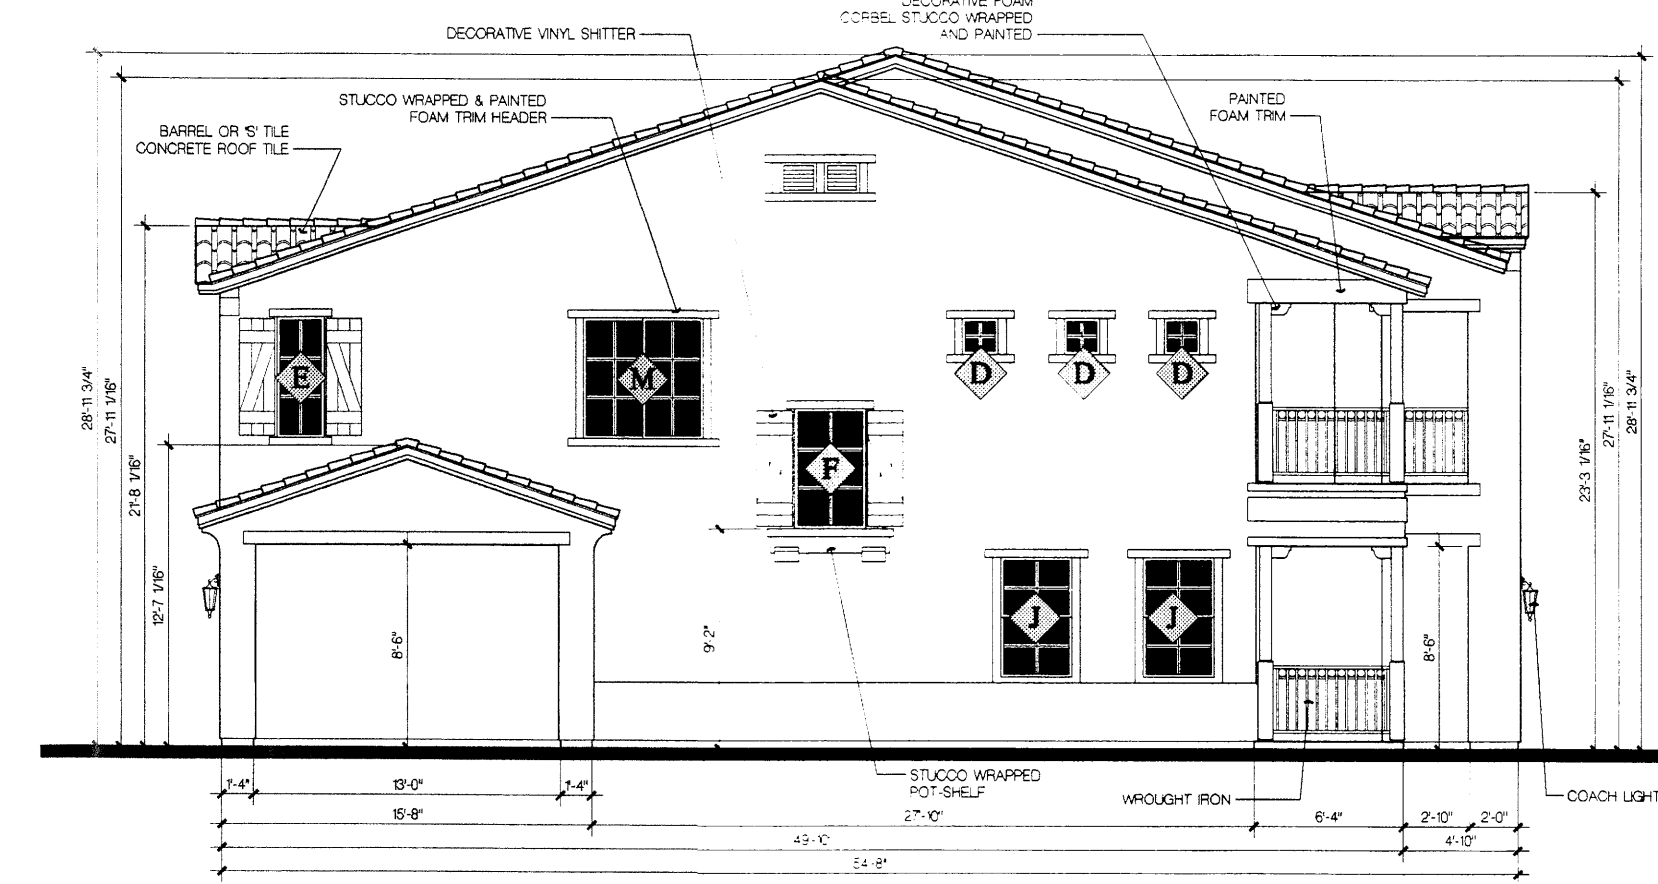 DECORATIVE FOAM
CORBEL STUCCO WRAPPED
AND PAINTED
DECORATIVE VINYL SHITTER
STUCCO WRAPPED & PAINTED
FOAM TRIM HEADER
PAINTED
FOAM TRIM
BARREL OR 'S' TILE
CONCRETE ROOF TILE
28'-11 3/4"
27'-11 1/16"
21'-8 1/16"
12'-7 1/16"
E
M
D
D
D
F
J
J
8'-6"
9'-2"
8'-6"
23'-3 1/16"
27'-11 1/16"
28'-11 3/4"
STUCCO WRAPPED
POT-SHELF
WROUGHT IRON
COACH LIGHT
1'-4"
13'-0"
1'-4"
15'-8"
27'-10"
6'-4"
2'-10"
2'-0"
49'-10"
4'-10"
54'-8"